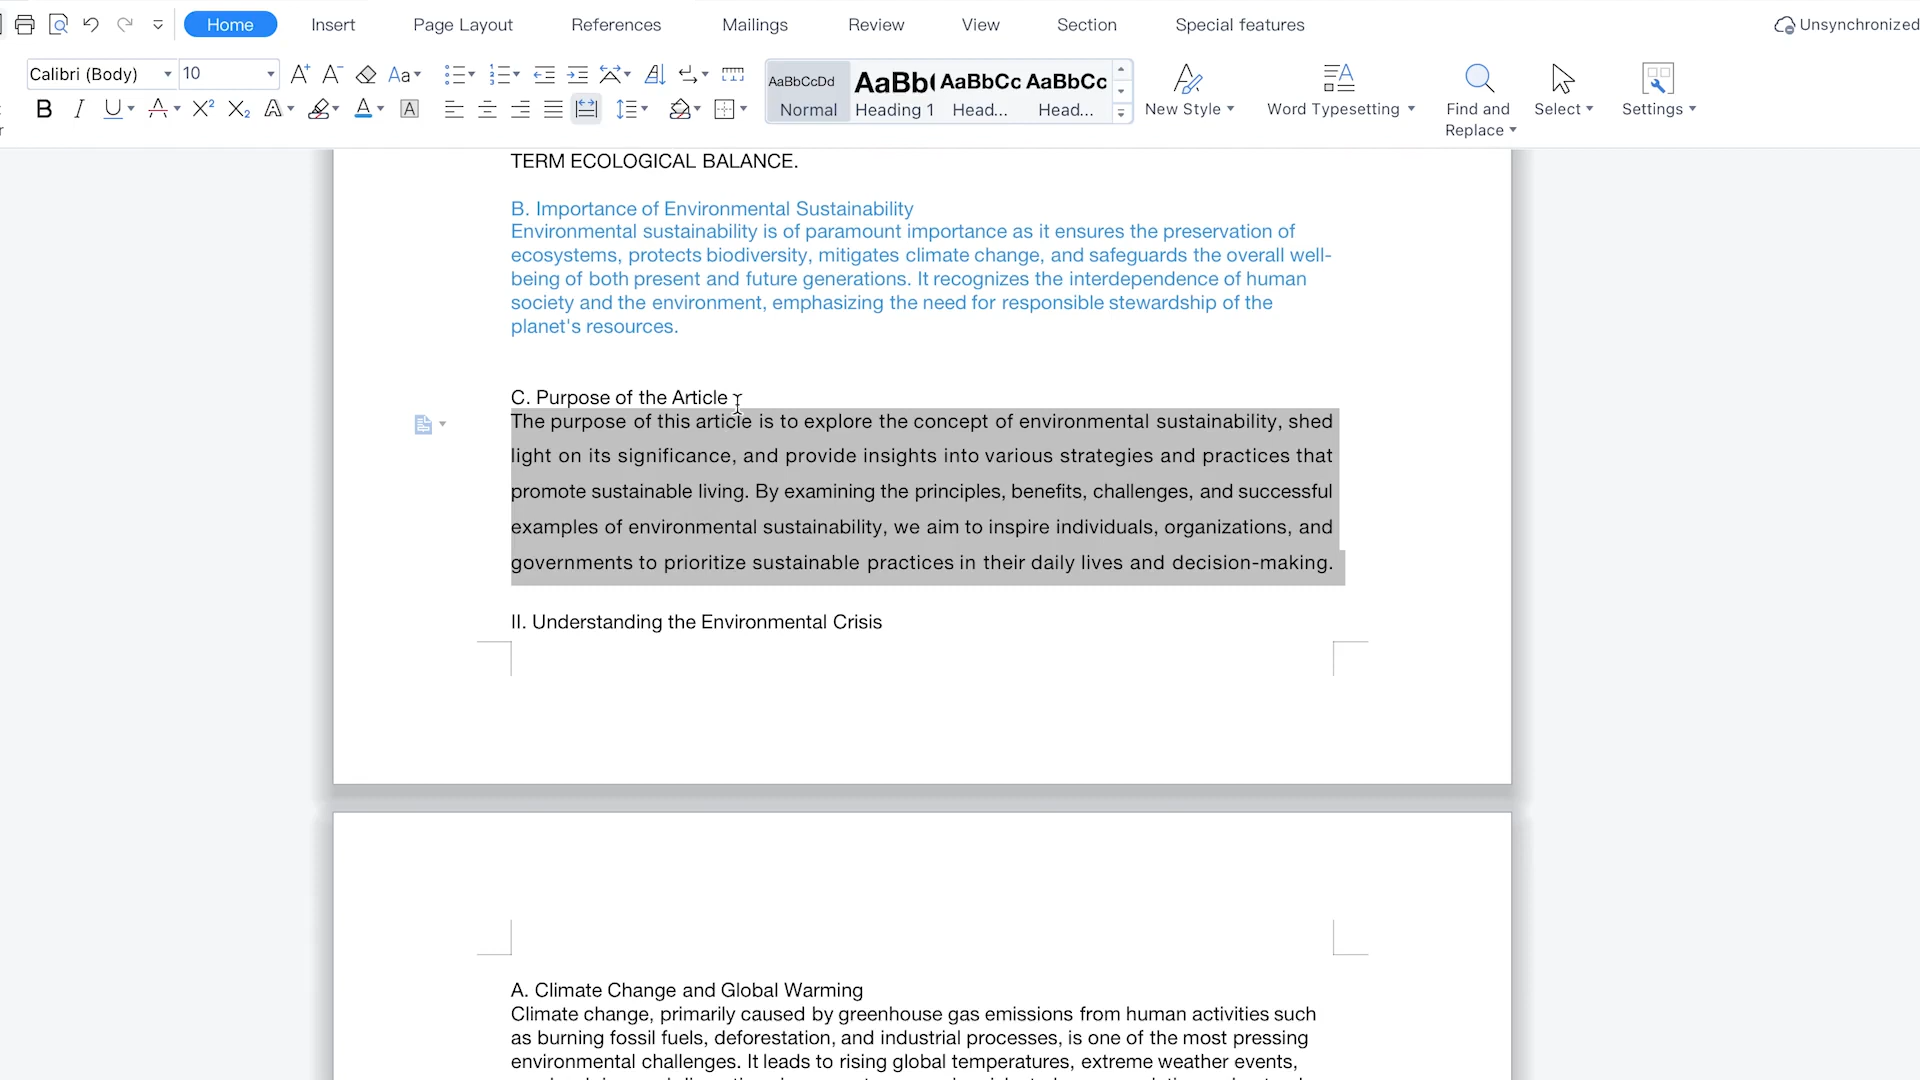 Home Insert Page Layout References Mailings Review View Section Special features Unsynchronized
Calibri (Body) 10 A+ A- Aa
AaBbCcDd AaBb( AaBbCc AaBbCc
B I U A X² X₂ A A A
Normal Heading 1 Head... Head... New Style Word Typesetting Find and Replace Select Settings
TERM ECOLOGICAL BALANCE.
B. Importance of Environmental Sustainability
Environmental sustainability is of paramount importance as it ensures the preservation of
ecosystems, protects biodiversity, mitigates climate change, and safeguards the overall well-
being of both present and future generations. It recognizes the interdependence of human
society and the environment, emphasizing the need for responsible stewardship of the
planet's resources.
C. Purpose of the Article
The purpose of this article is to explore the concept of environmental sustainability, shed
light on its significance, and provide insights into various strategies and practices that
promote sustainable living. By examining the principles, benefits, challenges, and successful
examples of environmental sustainability, we aim to inspire individuals, organizations, and
governments to prioritize sustainable practices in their daily lives and decision-making.
II. Understanding the Environmental Crisis
A. Climate Change and Global Warming
Climate change, primarily caused by greenhouse gas emissions from human activities such
as burning fossil fuels, deforestation, and industrial processes, is one of the most pressing
environmental challenges. It leads to rising global temperatures, extreme weather events,